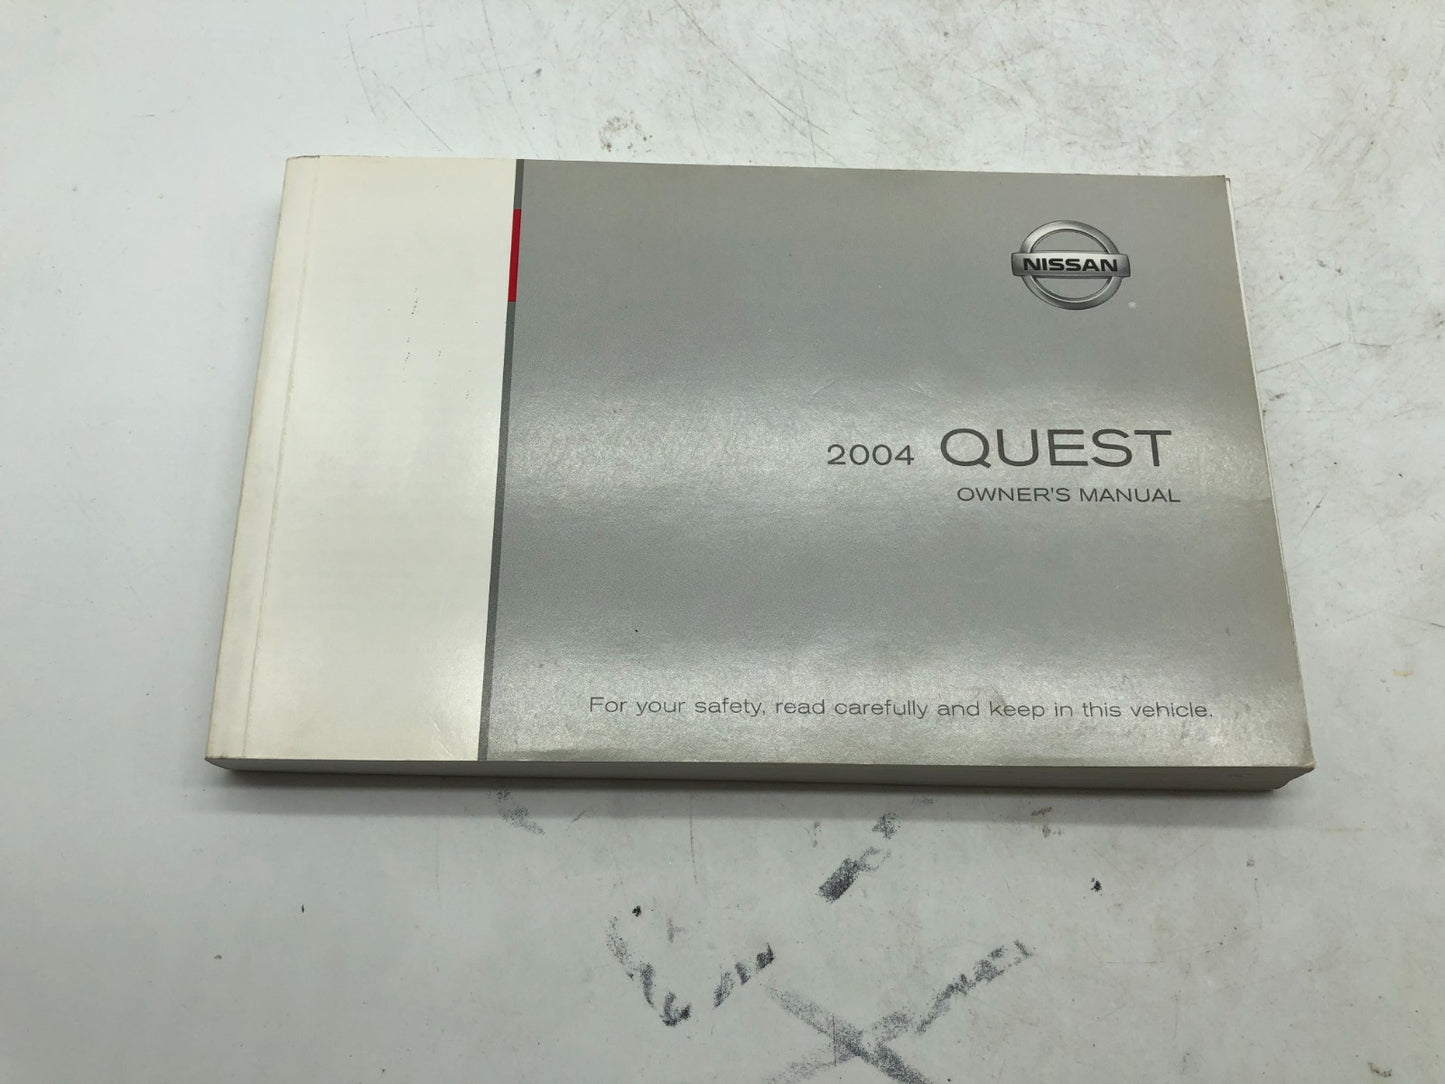 NISSAN
2004 QUEST
OWNER'S MANUAL
For your safety, read carefully and keep in this vehicle.